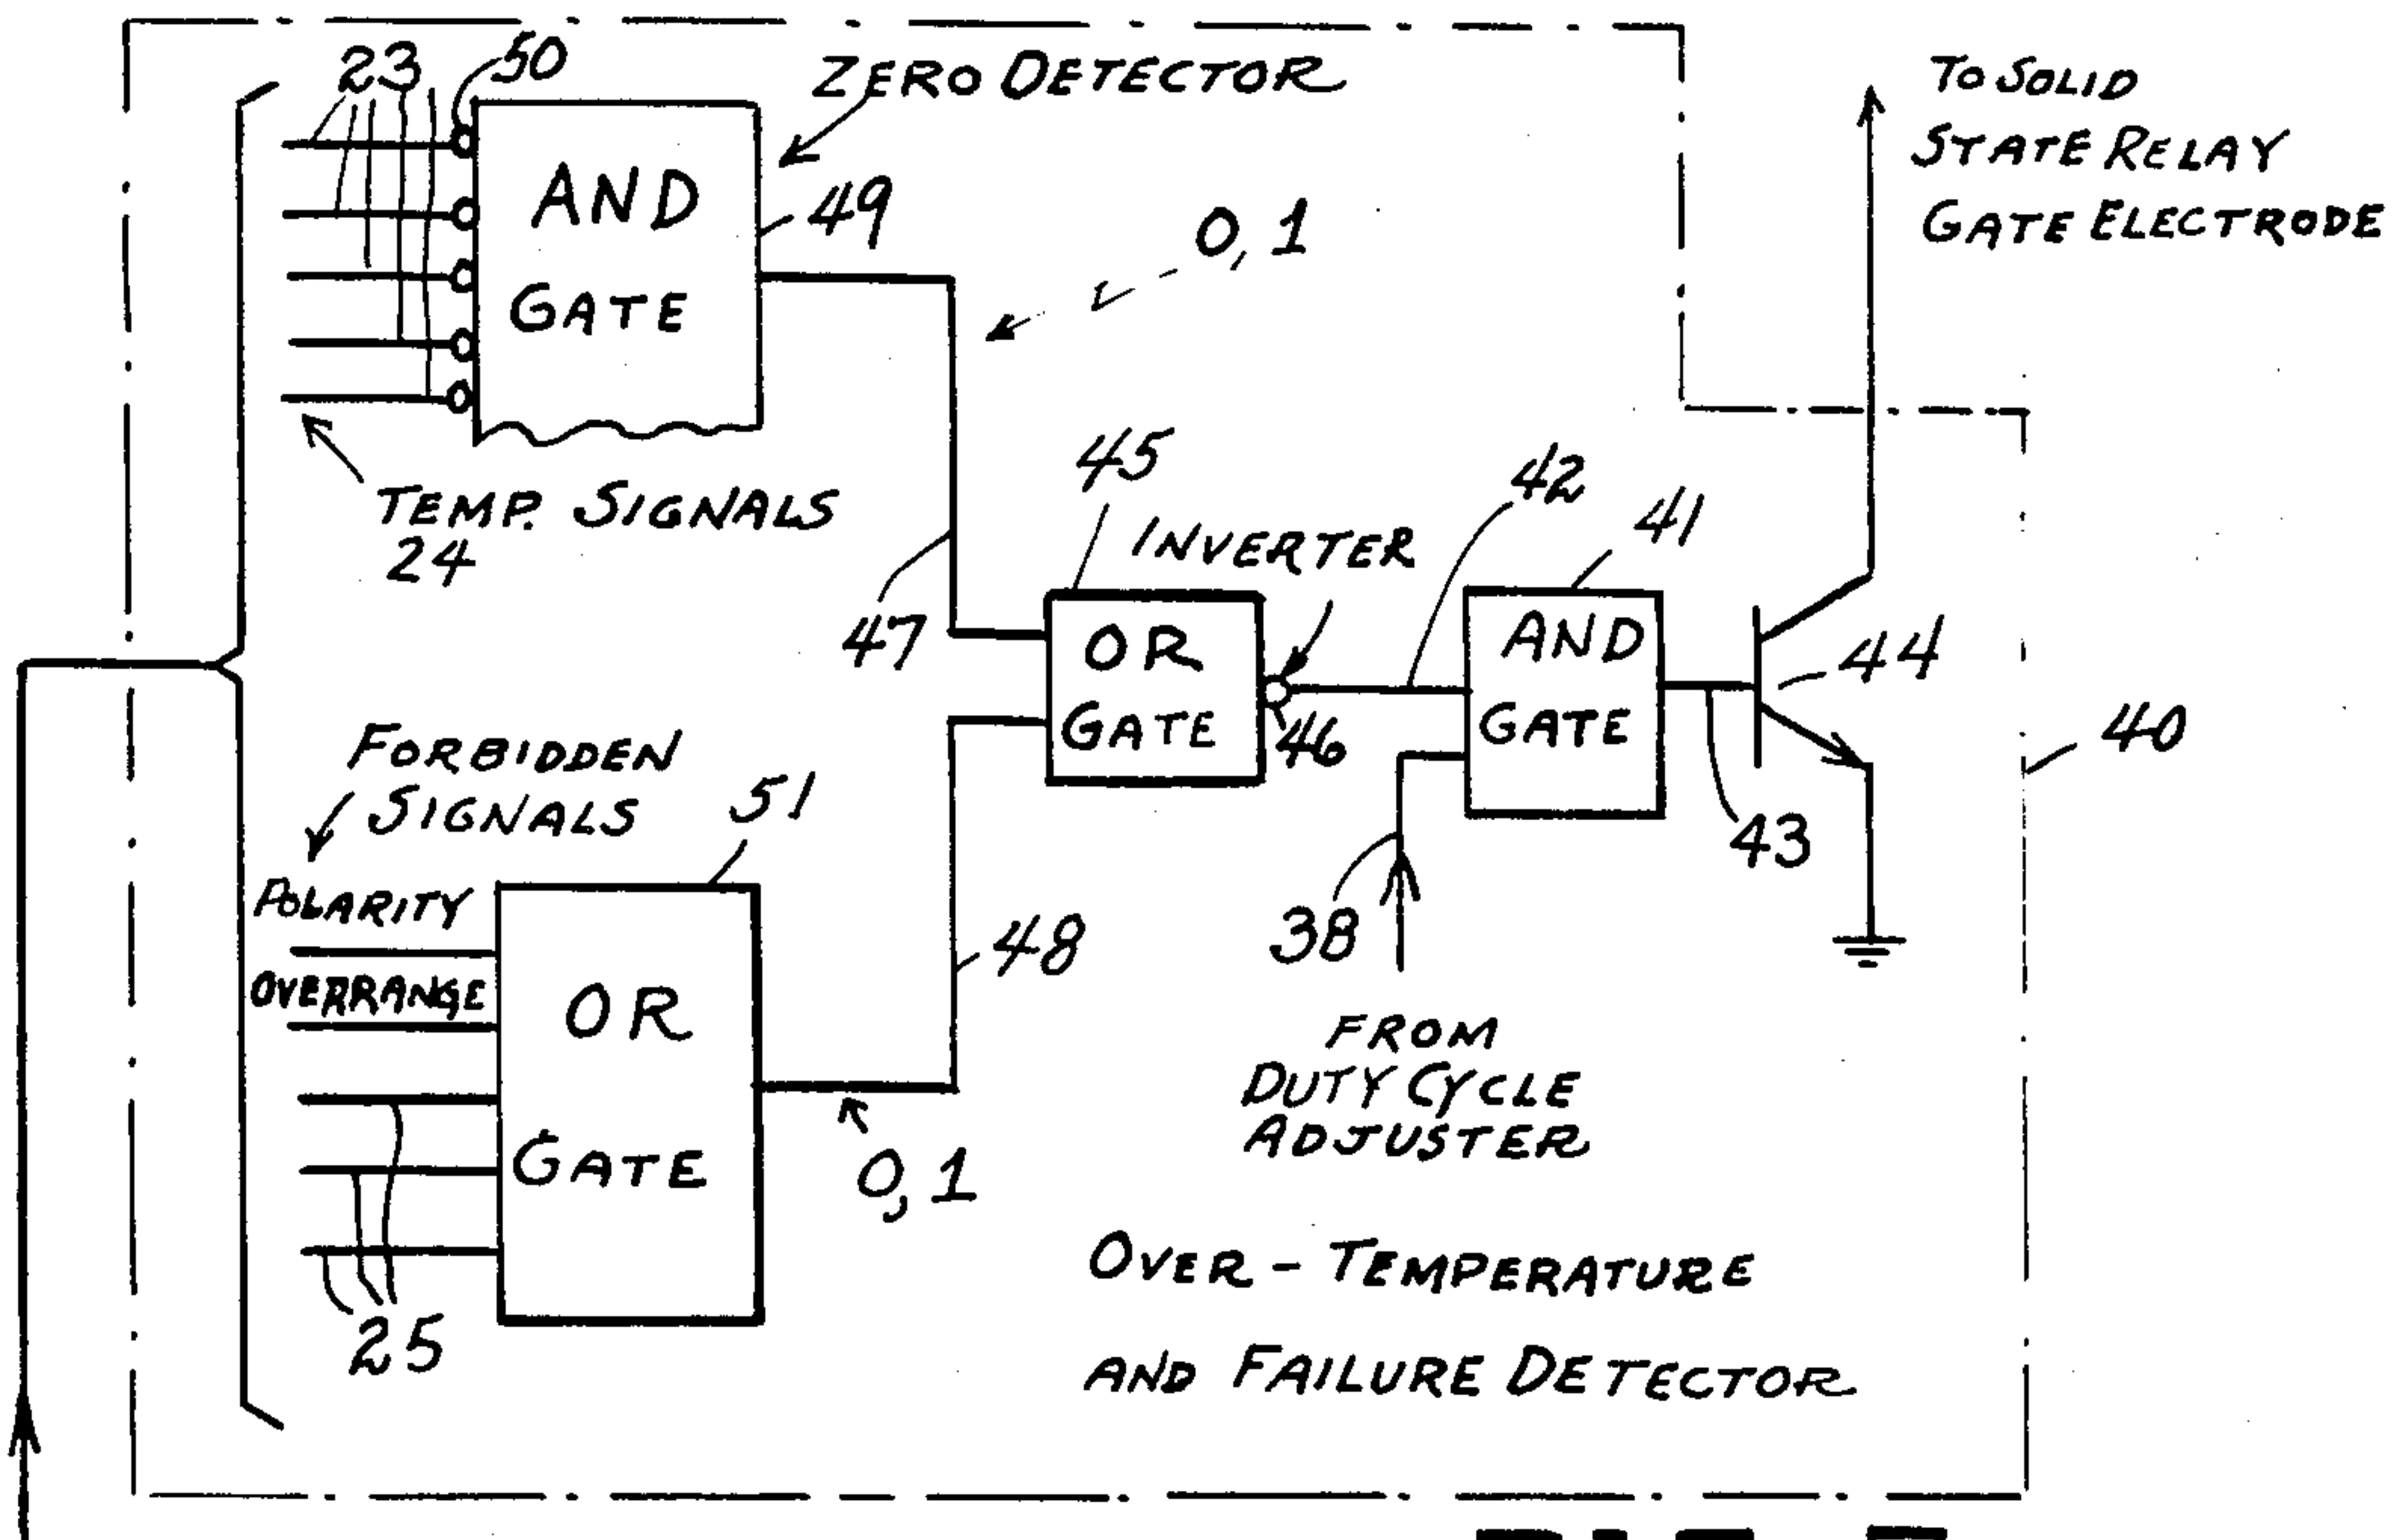 23
50
ZERO DETECTOR
TO SOLID
STATE RELAY
GATE ELECTRODE
AND
GATE
49
0, 1
TEMP. SIGNALS
24
47
45
INVERTER
42
41
OR
GATE
46
AND
GATE
44
40
43
38
FROM
DUTY CYCLE
ADJUSTER
FORBIDDEN
SIGNALS
51
POLARITY
OVERRANGE
OR
GATE
48
0, 1
25
OVER-TEMPERATURE
AND FAILURE DETECTOR